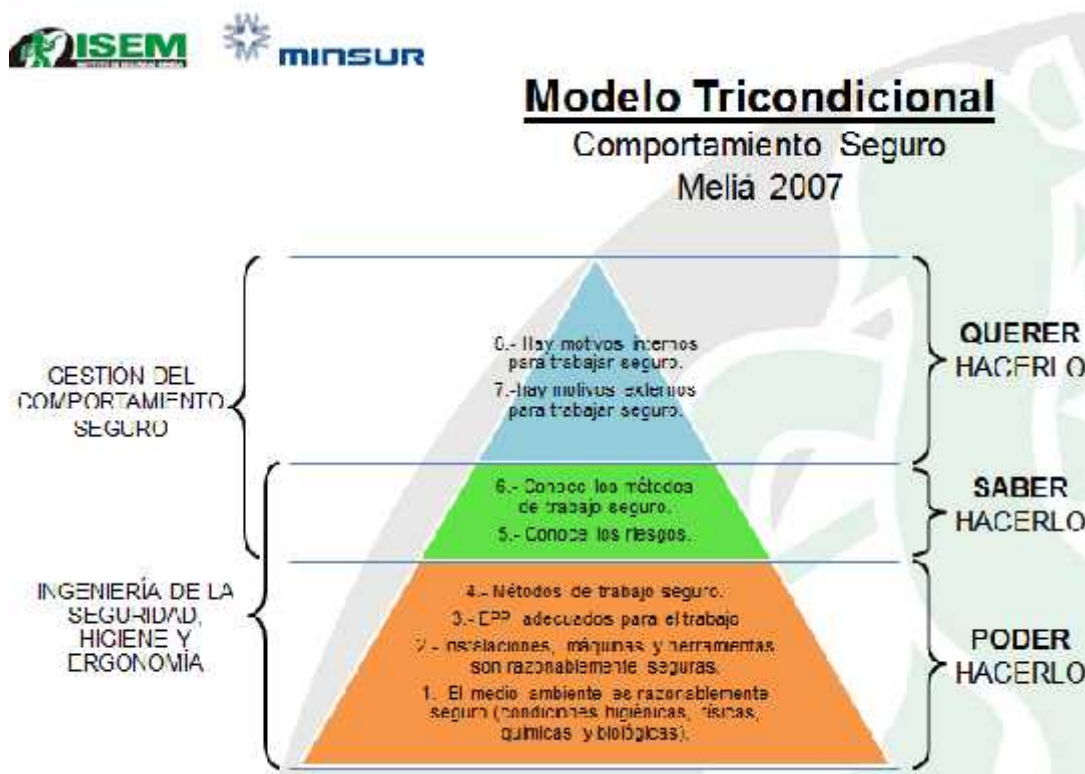 ISEM
MINSUR
Modelo Tricondicional
Comportamiento Seguro
Meliá 2007
GESTIÓN DEL
COMPORTAMIENTO
SEGURO
INGENIERÍA DE LA
SEGURIDAD,
HIGIENE Y
ERGONOMÍA
8.- Hay motivos internos
para trabajar seguro.
7.-hay motivos externos
para trabajar seguro.
6.- Conoce los métodos
de trabajo seguro.
5.- Conoce los riesgos.
4.- Métodos de trabajo seguro.
3.- EPP adecuados para el trabajo
2.- Instalaciones, máquinas y herramientas
son razonablemente seguras.
1. El medio ambiente es razonablemente
seguro (condiciones higiénicas, físicas,
químicas y biológicas).
QUERER
HACERLO
SABER
HACERLO
PODER
HACERLO